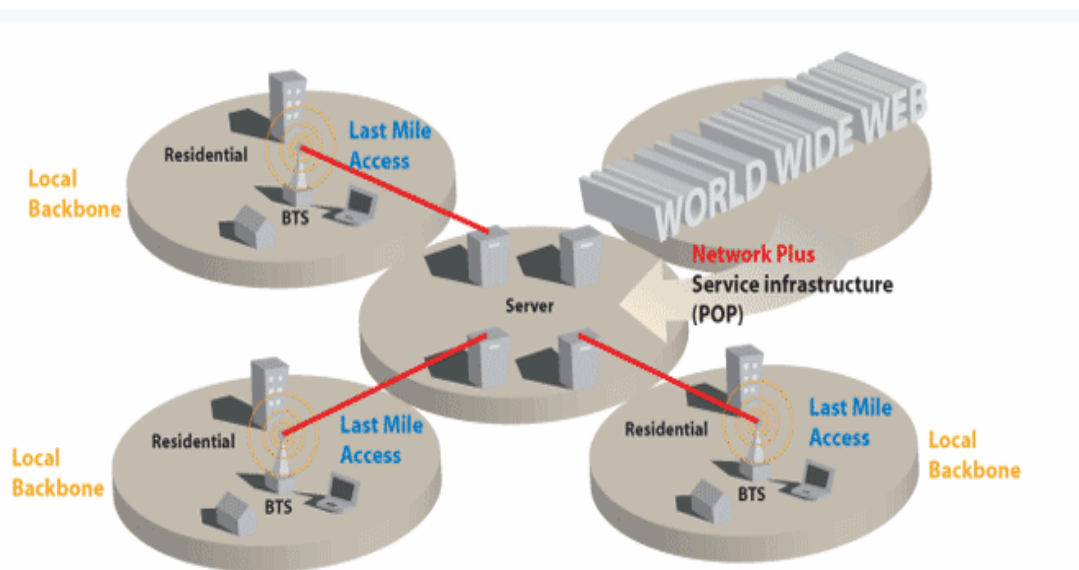 WORLD WIDE WEB
Last Mile
Access
Residential
Local
Backbone
BTS
Network Plus
Service infrastructure
(POP)
Server
Last Mile
Access
Residential
Local
Backbone
BTS
Last Mile
Access
Residential
Local
Backbone
BTS